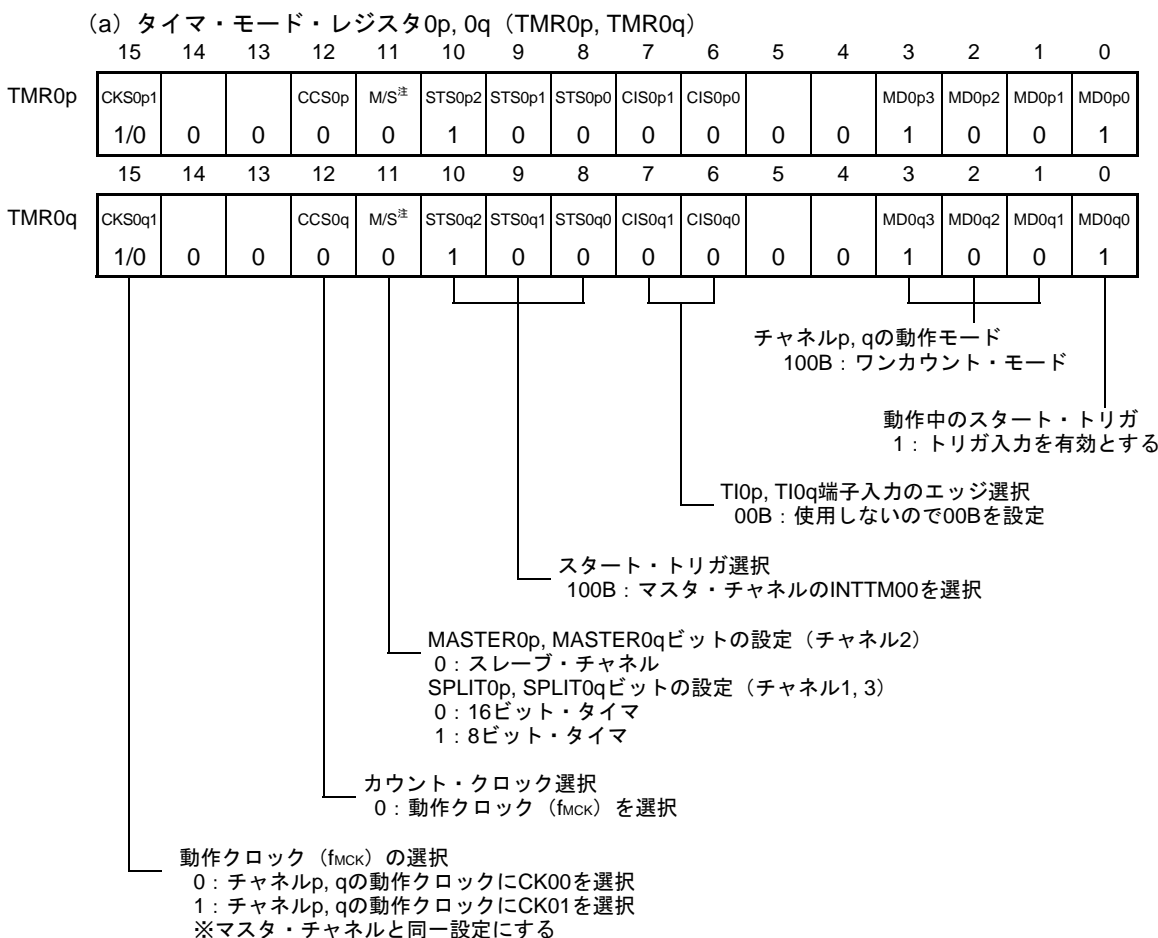 (a) タイマ・モード・レジスタ0p, 0q（TMR0p, TMR0q）
15 14 13 12 11 10 9 8 7 6 5 4 3 2 1 0
TMR0p CKS0p1 CCS0p M/S注 STS0p2 STS0p1 STS0p0 CIS0p1 CIS0p0 MD0p3 MD0p2 MD0p1 MD0p0
1/0 0 0 0 0 1 0 0 0 0 0 0 1 0 0 1
15 14 13 12 11 10 9 8 7 6 5 4 3 2 1 0
TMR0q CKS0q1 CCS0q M/S注 STS0q2 STS0q1 STS0q0 CIS0q1 CIS0q0 MD0q3 MD0q2 MD0q1 MD0q0
1/0 0 0 0 0 1 0 0 0 0 0 0 1 0 0 1
チャネルp, qの動作モード
100B：ワンカウント・モード
動作中のスタート・トリガ
1：トリガ入力を有効とする
TI0p, TI0q端子入力のエッジ選択
00B：使用しないので00Bを設定
スタート・トリガ選択
100B：マスタ・チャネルのINTTM00を選択
MASTER0p, MASTER0qビットの設定（チャネル2）
0：スレーブ・チャネル
SPLIT0p, SPLIT0qビットの設定（チャネル1, 3）
0：16ビット・タイマ
1：8ビット・タイマ
カウント・クロック選択
0：動作クロック（fMCK）を選択
動作クロック（fMCK）の選択
0：チャネルp, qの動作クロックにCK00を選択
1：チャネルp, qの動作クロックにCK01を選択
※マスタ・チャネルと同一設定にする